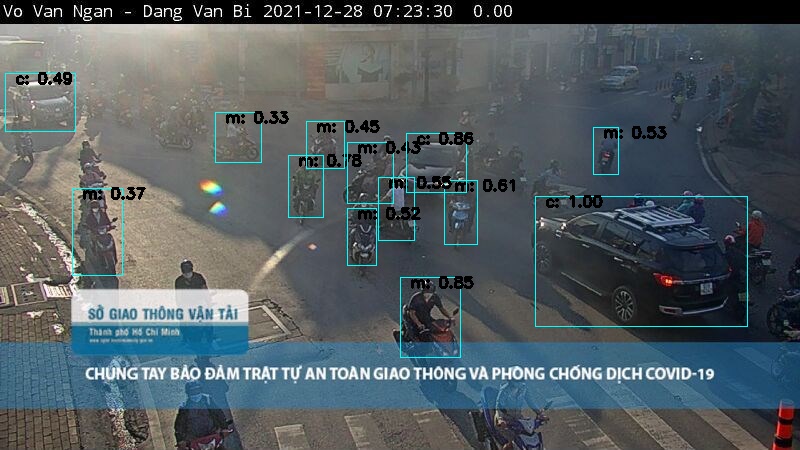 Vo Van Ngan - Dang Van Bi 2021-12-28 07:23:30 0.00
c: 0.49
m: 0.33
m: 0.45
m: 0.43
c: 0.86
m: 0.53
m: 0.78
m: 0.55
m: 0.61
m: 0.37
m: 0.52
c: 1.00
m: 0.85
SỞ GIAO THÔNG VẬN TẢI
Thành phố Hồ Chí Minh
CHUNG TAY BẢO ĐẢM TRẬT TỰ AN TOÀN GIAO THÔNG VÀ PHÒNG CHỐNG DỊCH COVID-19